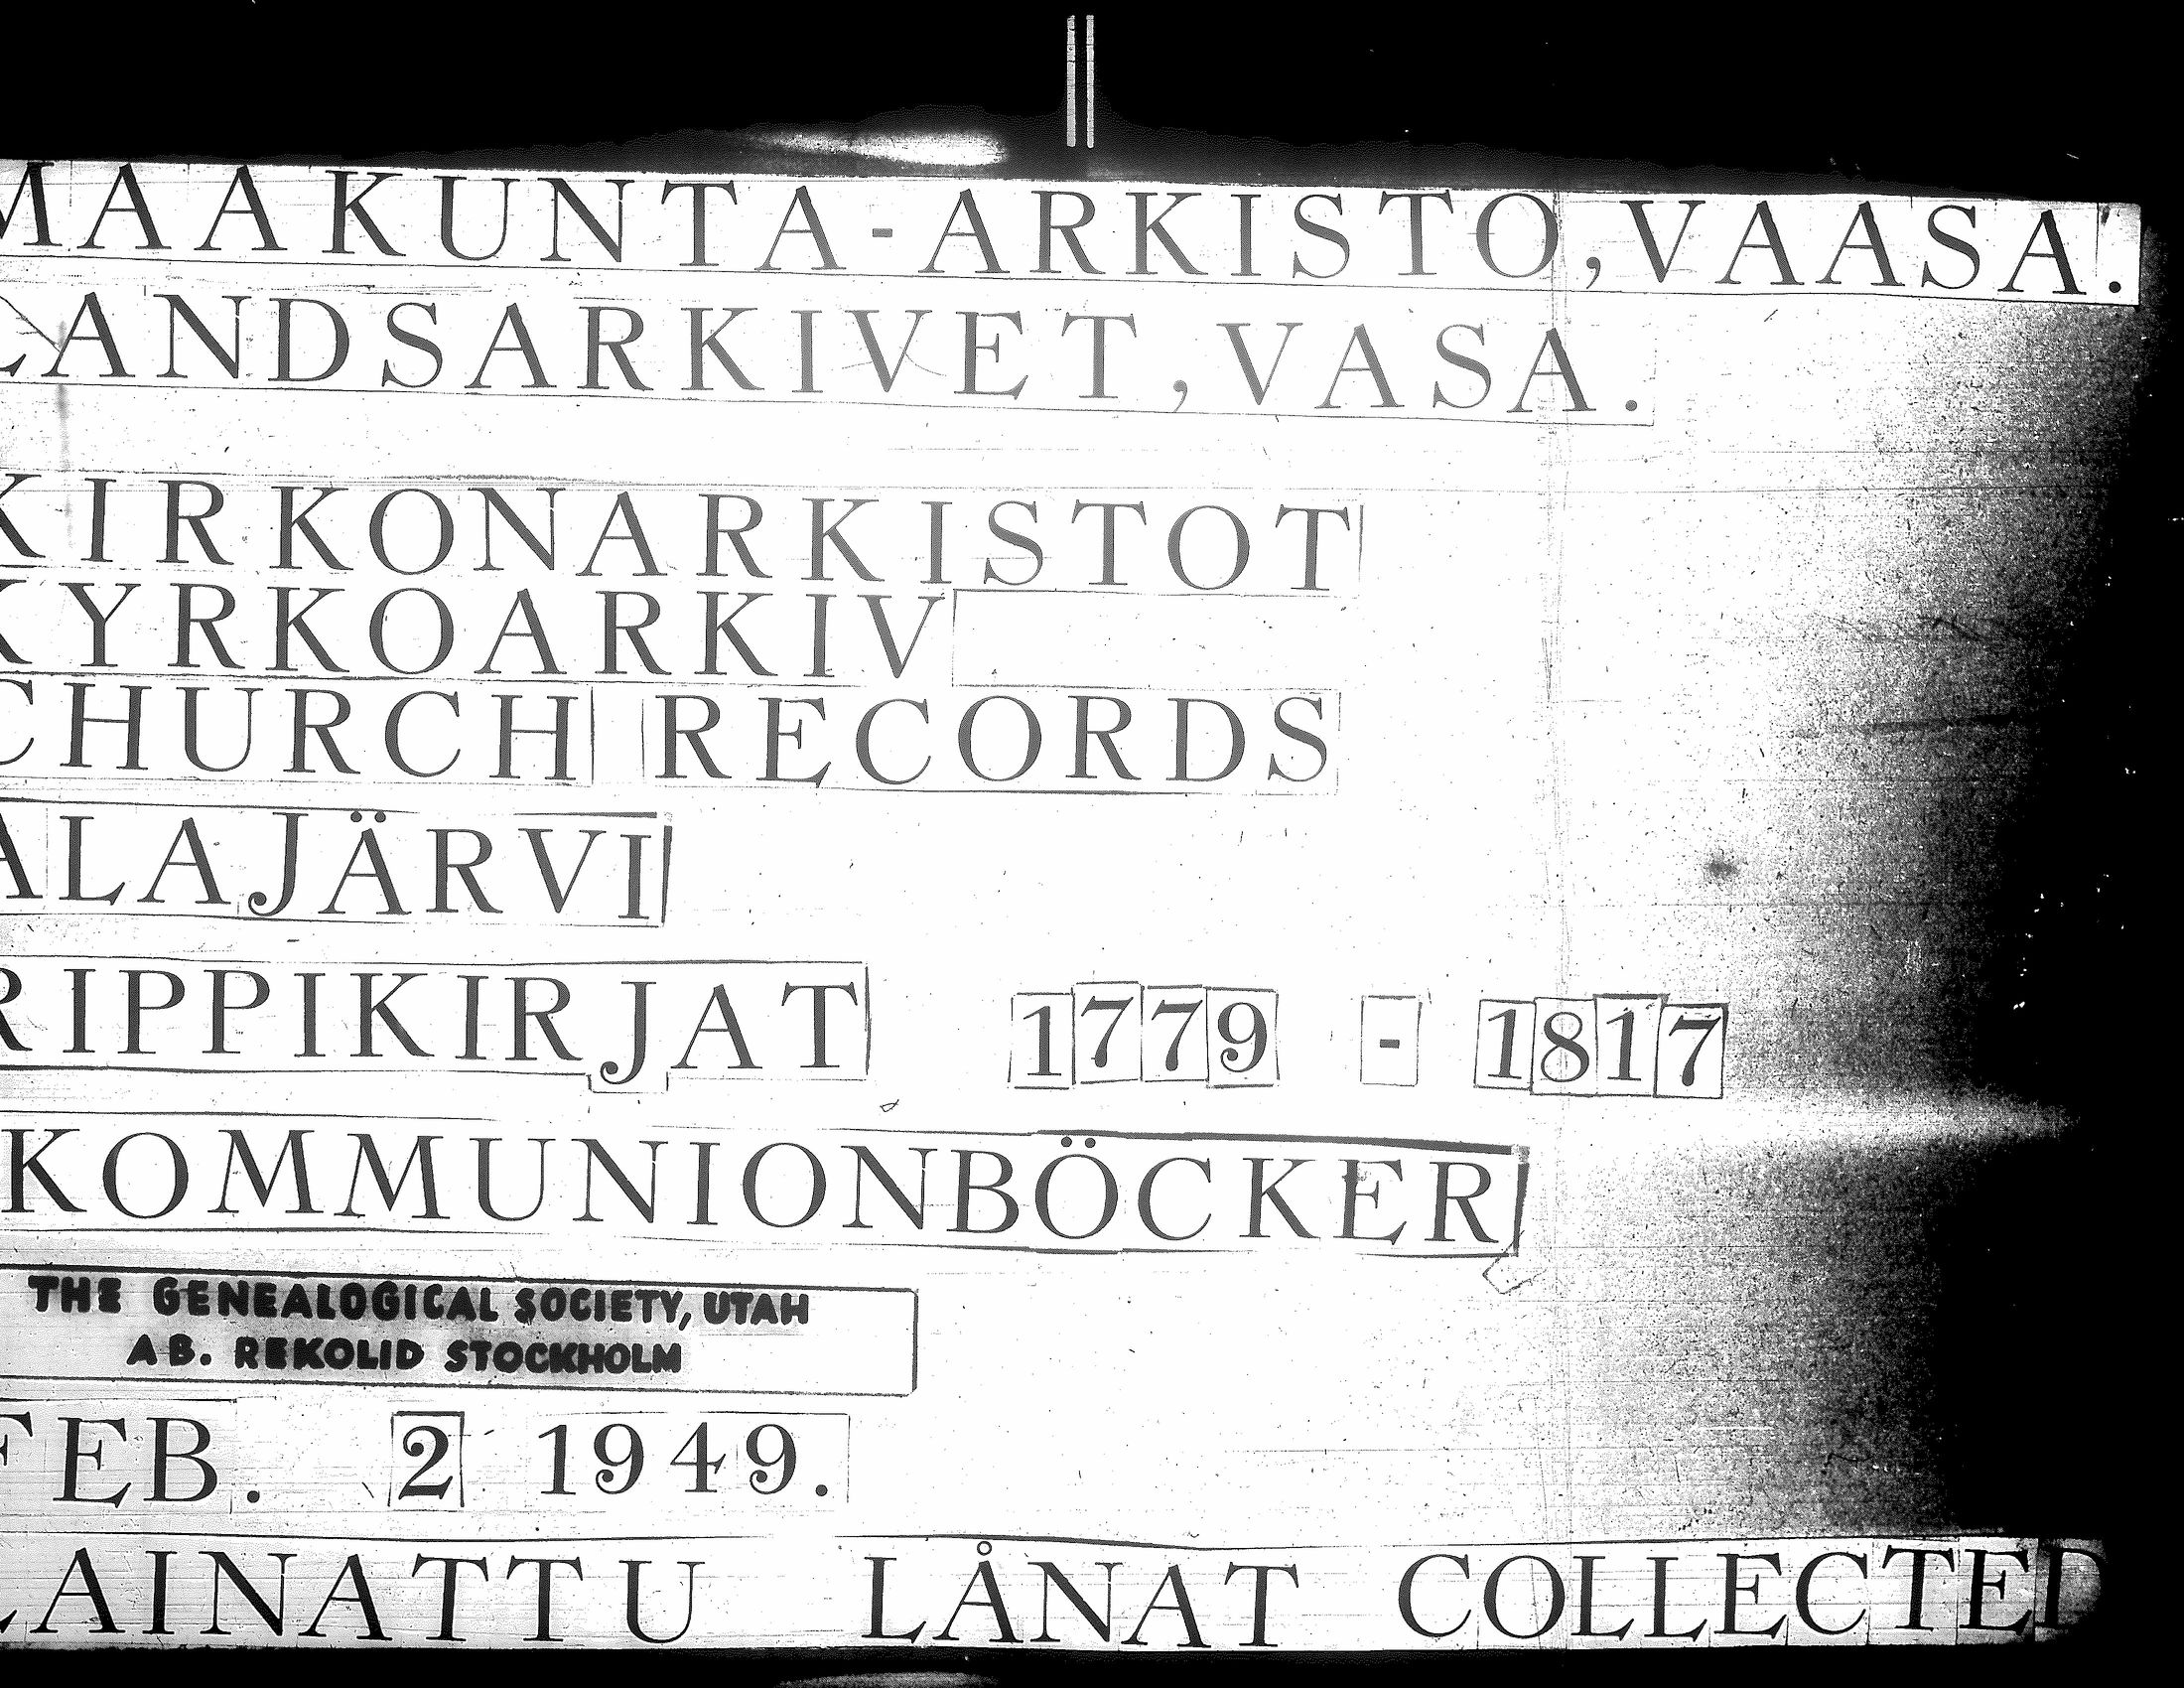 MAAKUNTA-ARKISTO, VAASA.
LANDSARKIVET, VASA.
KIRKONARKISTOT
KYRKOARKIV
CHURCH RECORDS
ALAJÄRVI
RIPPIKIRJAT 1779 - 1817
KOMMUNIONBÖCKER
THE GENEALOGICAL SOCIETY, UTAH
AB. REKOLID STOCKHOLM
FEB. 2 1949.
LAINATTU LÅNAT COLLECTED